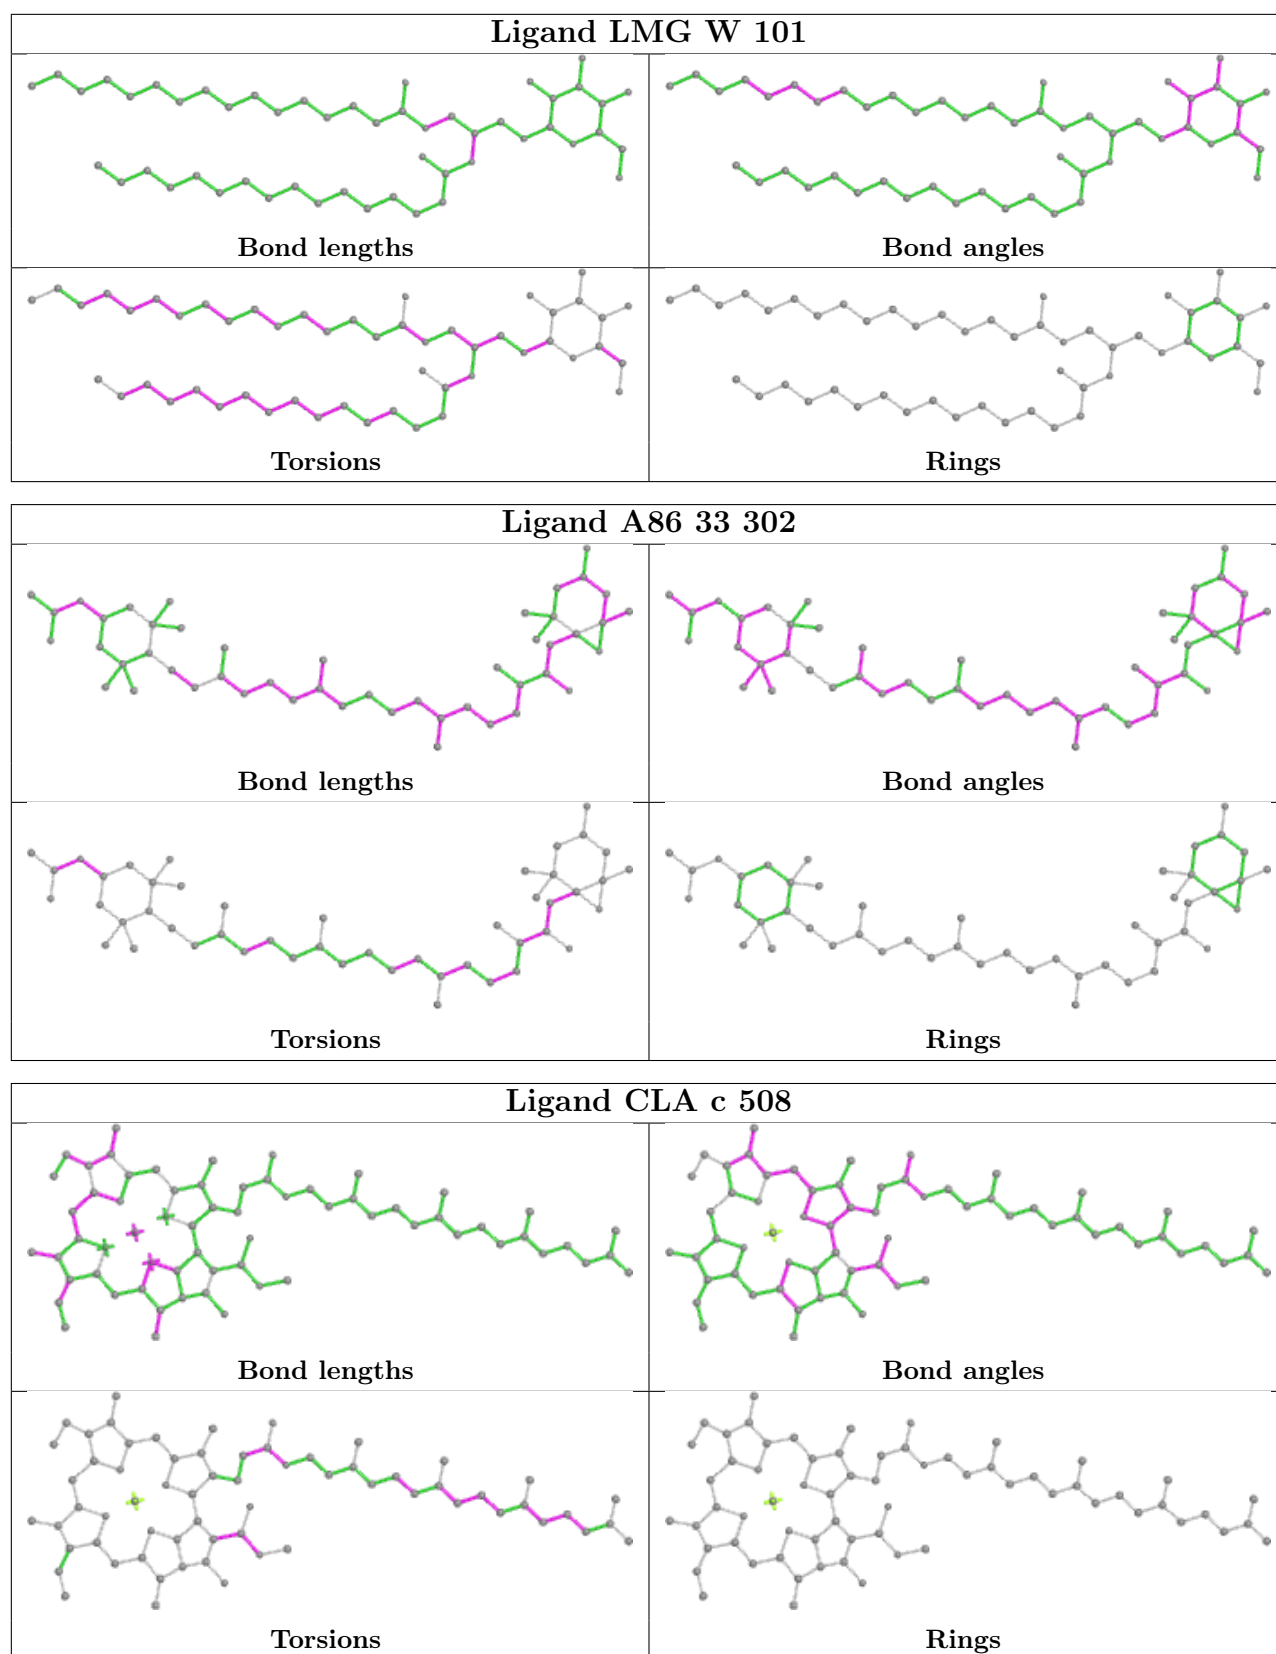 Ligand LMG W 101
Bond lengths
Bond angles
Torsions
Rings
Ligand A86 33 302
Bond lengths
Bond angles
Torsions
Rings
Ligand CLA c 508
Bond lengths
Bond angles
Torsions
Rings